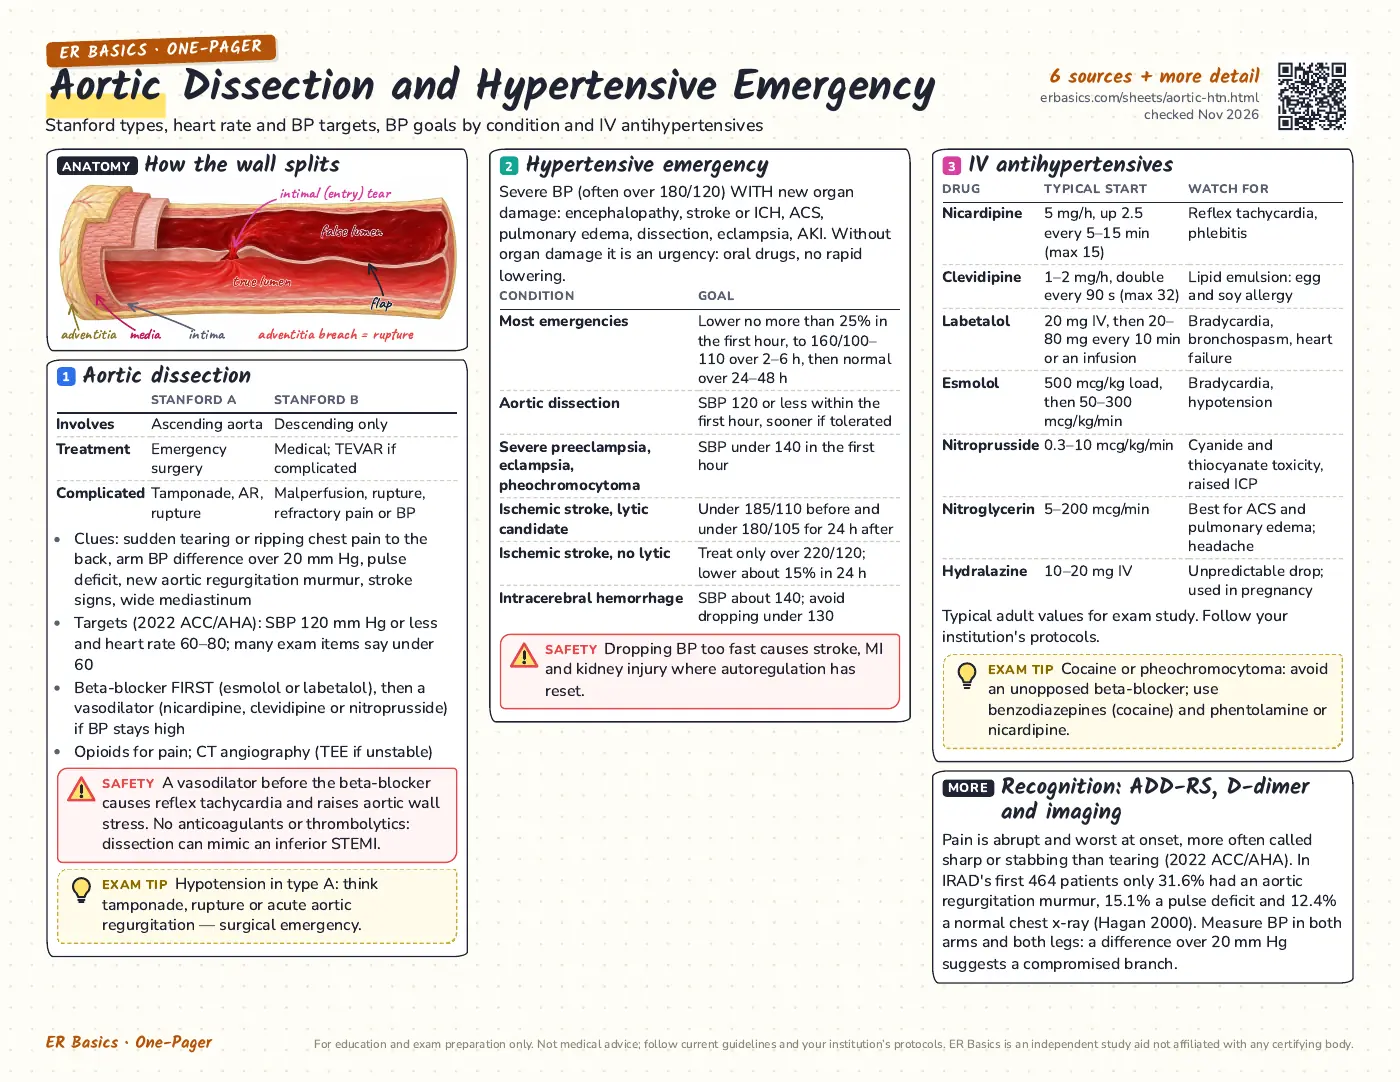 ER BASICS · ONE-PAGER
Aortic Dissection and Hypertensive Emergency
Stanford types, heart rate and BP targets, BP goals by condition and IV antihypertensives
6 sources + more detail
erbasics.com/sheets/aortic-htn.html
checked Nov 2026
ANATOMY How the wall splits
intimal (entry) tear
false lumen
true lumen
flap
adventitia media intima adventitia breach = rupture
1 Aortic dissection
STANFORD A STANFORD B
Involves Ascending aorta Descending only
Treatment Emergency Medical; TEVAR if
surgery complicated
Complicated Tamponade, AR, Malperfusion, rupture,
rupture refractory pain or BP
• Clues: sudden tearing or ripping chest pain to the
back, arm BP difference over 20 mm Hg, pulse
deficit, new aortic regurgitation murmur, stroke
signs, wide mediastinum
• Targets (2022 ACC/AHA): SBP 120 mm Hg or less
and heart rate 60–80; many exam items say under
60
• Beta-blocker FIRST (esmolol or labetalol), then a
vasodilator (nicardipine, clevidipine or nitroprusside)
if BP stays high
• Opioids for pain; CT angiography (TEE if unstable)
SAFETY A vasodilator before the beta-blocker
causes reflex tachycardia and raises aortic wall
stress. No anticoagulants or thrombolytics:
dissection can mimic an inferior STEMI.
EXAM TIP Hypotension in type A: think
tamponade, rupture or acute aortic
regurgitation — surgical emergency.
2 Hypertensive emergency
Severe BP (often over 180/120) WITH new organ
damage: encephalopathy, stroke or ICH, ACS,
pulmonary edema, dissection, eclampsia, AKI. Without
organ damage it is an urgency: oral drugs, no rapid
lowering.
CONDITION GOAL
Most emergencies Lower no more than 25% in
the first hour, to 160/100–
110 over 2–6 h, then normal
over 24–48 h
Aortic dissection SBP 120 or less within the
first hour, sooner if tolerated
Severe preeclampsia, SBP under 140 in the first
eclampsia, hour
pheochromocytoma
Ischemic stroke, lytic Under 185/110 before and
candidate under 180/105 for 24 h after
Ischemic stroke, no lytic Treat only over 220/120;
lower about 15% in 24 h
Intracerebral hemorrhage SBP about 140; avoid
dropping under 130
SAFETY Dropping BP too fast causes stroke, MI
and kidney injury where autoregulation has
reset.
3 IV antihypertensives
DRUG TYPICAL START WATCH FOR
Nicardipine 5 mg/h, up 2.5 Reflex tachycardia,
every 5–15 min phlebitis
(max 15)
Clevidipine 1–2 mg/h, double Lipid emulsion: egg
every 90 s (max 32) and soy allergy
Labetalol 20 mg IV, then 20– Bradycardia,
80 mg every 10 min bronchospasm, heart
or an infusion failure
Esmolol 500 mcg/kg load, Bradycardia,
then 50–300 hypotension
mcg/kg/min
Nitroprusside 0.3–10 mcg/kg/min Cyanide and
thiocyanate toxicity,
raised ICP
Nitroglycerin 5–200 mcg/min Best for ACS and
pulmonary edema;
headache
Hydralazine 10–20 mg IV Unpredictable drop;
used in pregnancy
Typical adult values for exam study. Follow your
institution's protocols.
EXAM TIP Cocaine or pheochromocytoma: avoid
an unopposed beta-blocker; use
benzodiazepines (cocaine) and phentolamine or
nicardipine.
MORE Recognition: ADD-RS, D-dimer
and imaging
Pain is abrupt and worst at onset, more often called
sharp or stabbing than tearing (2022 ACC/AHA). In
IRAD's first 464 patients only 31.6% had an aortic
regurgitation murmur, 15.1% a pulse deficit and 12.4%
a normal chest x-ray (Hagan 2000). Measure BP in both
arms and both legs: a difference over 20 mm Hg
suggests a compromised branch.
ER Basics · One-Pager
For education and exam preparation only. Not medical advice; follow current guidelines and your institution's protocols. ER Basics is an independent study aid not affiliated with any certifying body.